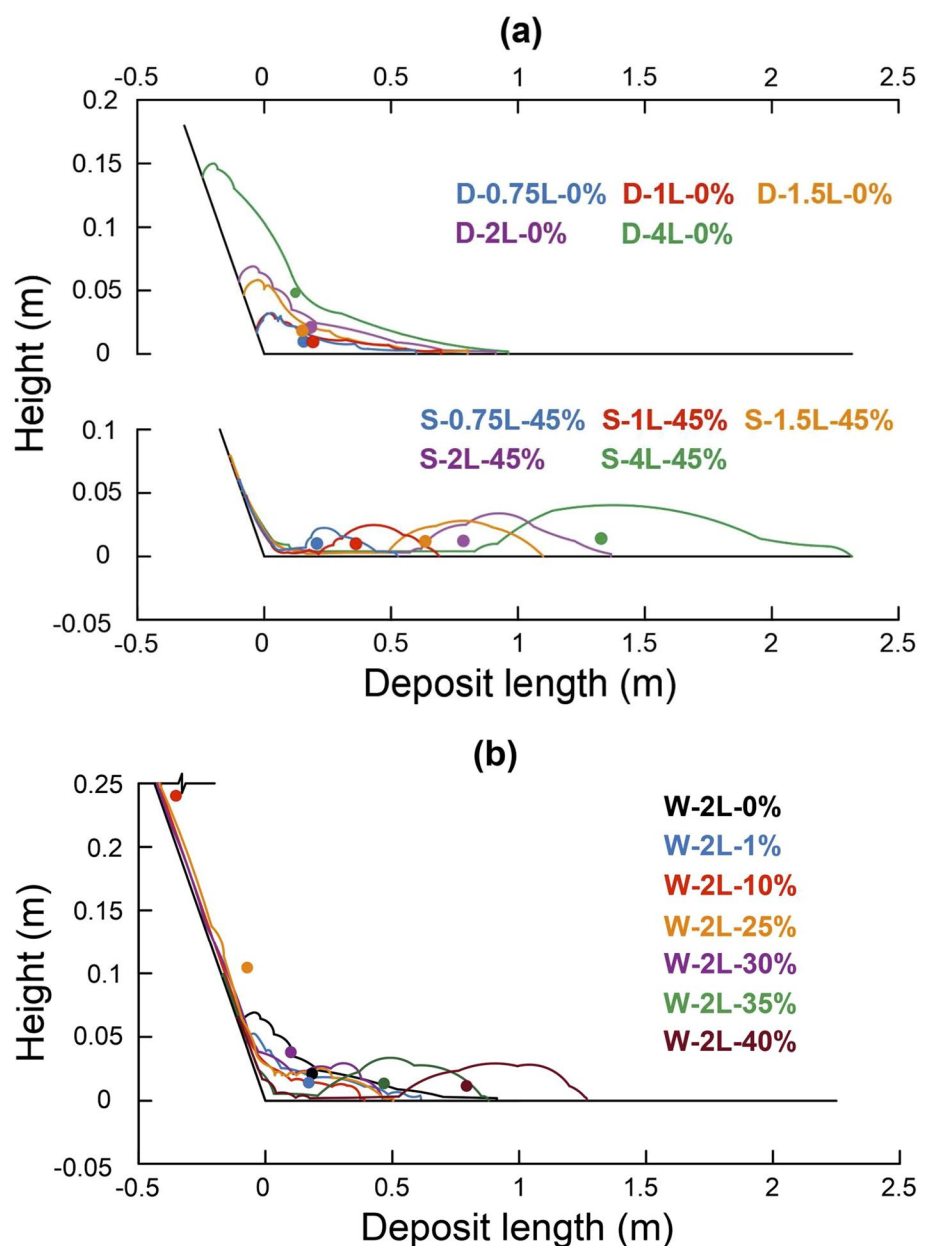 (a)
-0.5 0 0.5 1 1.5 2 2.5
0.2
0.15
D-0.75L-0% D-1L-0% D-1.5L-0%
D-2L-0% D-4L-0%
0.1
0.05
0
Height (m)
S-0.75L-45% S-1L-45% S-1.5L-45%
S-2L-45% S-4L-45%
0.1
0.05
0
-0.05
-0.5 0 0.5 1 1.5 2 2.5
Deposit length (m)
(b)
0.25
W-2L-0%
W-2L-1%
0.2
W-2L-10%
W-2L-25%
0.15
W-2L-30%
0.1
W-2L-35%
W-2L-40%
0.05
0
-0.05
Height (m)
-0.5 0 0.5 1 1.5 2 2.5
Deposit length (m)